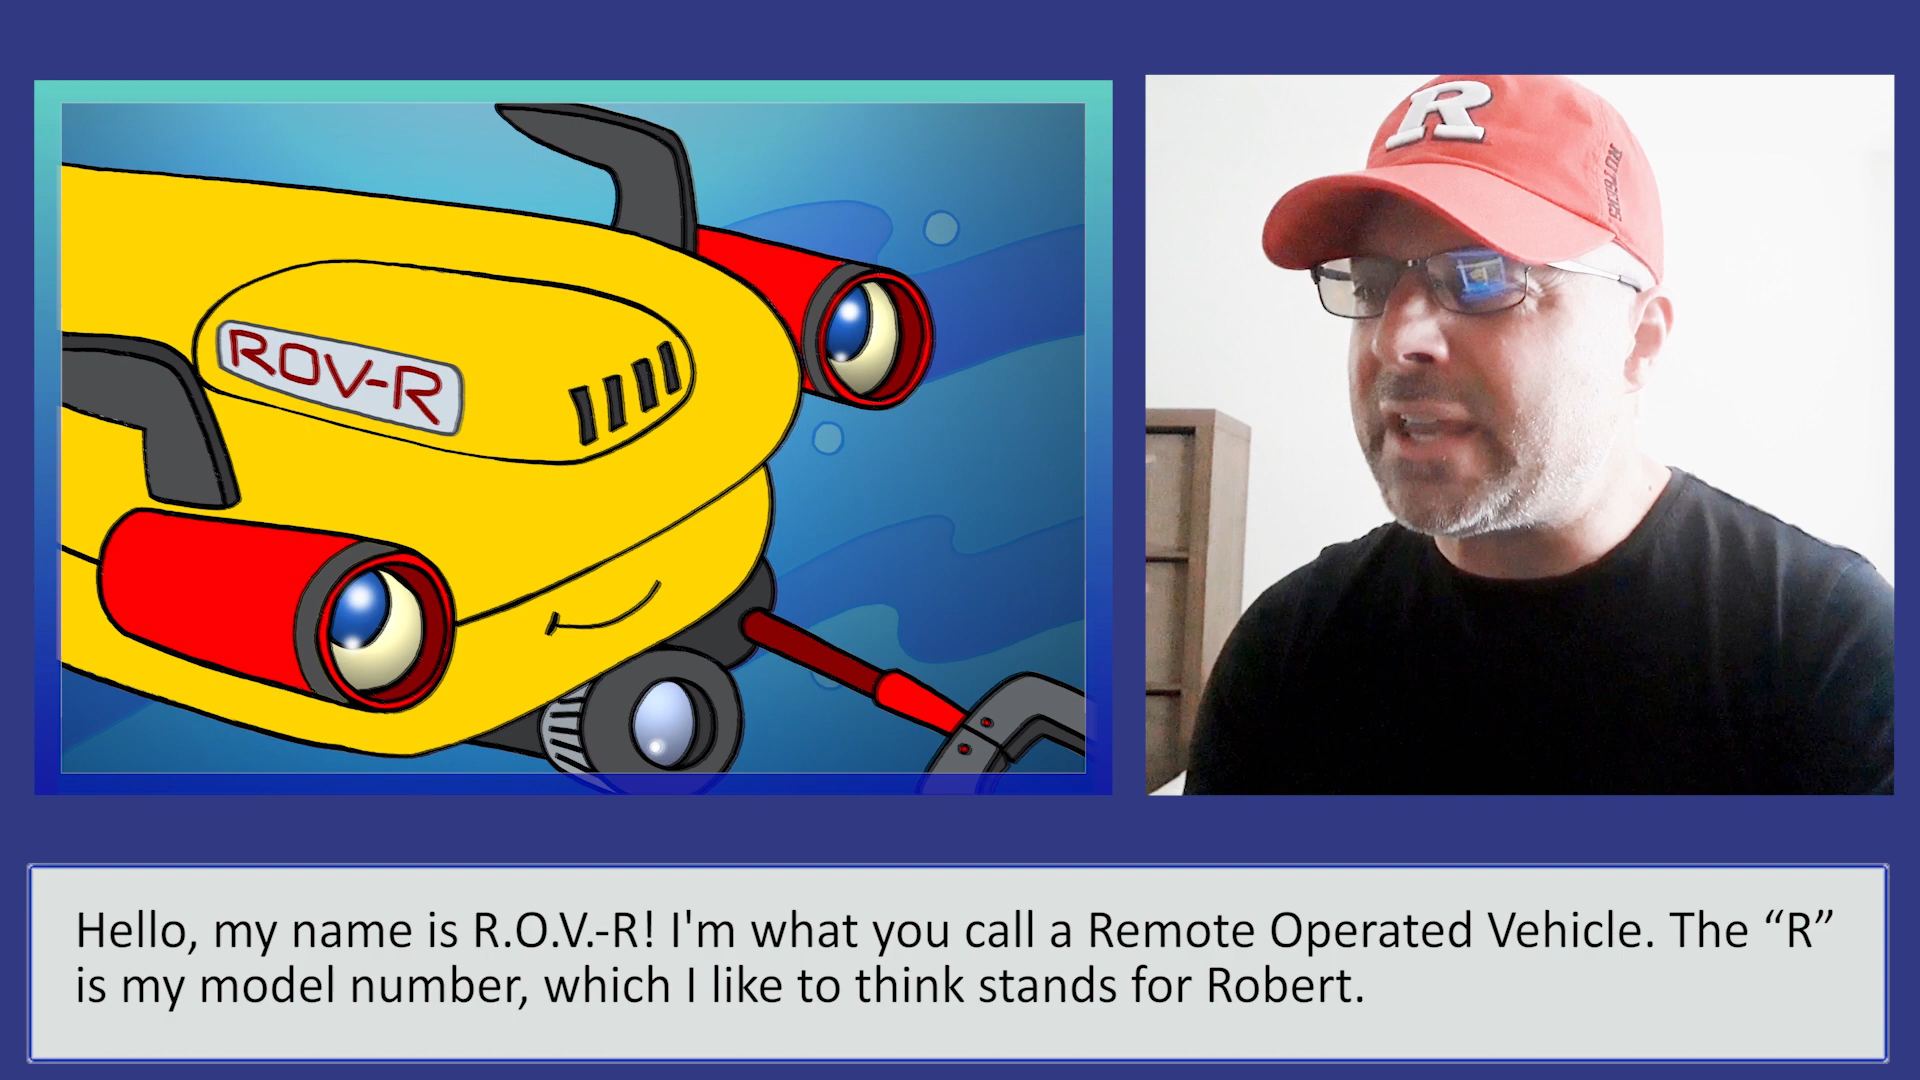 R
RUTGERS
ROV-R
Hello, my name is R.O.V.-R! I'm what you call a Remote Operated Vehicle. The “R”
is my model number, which I like to think stands for Robert.